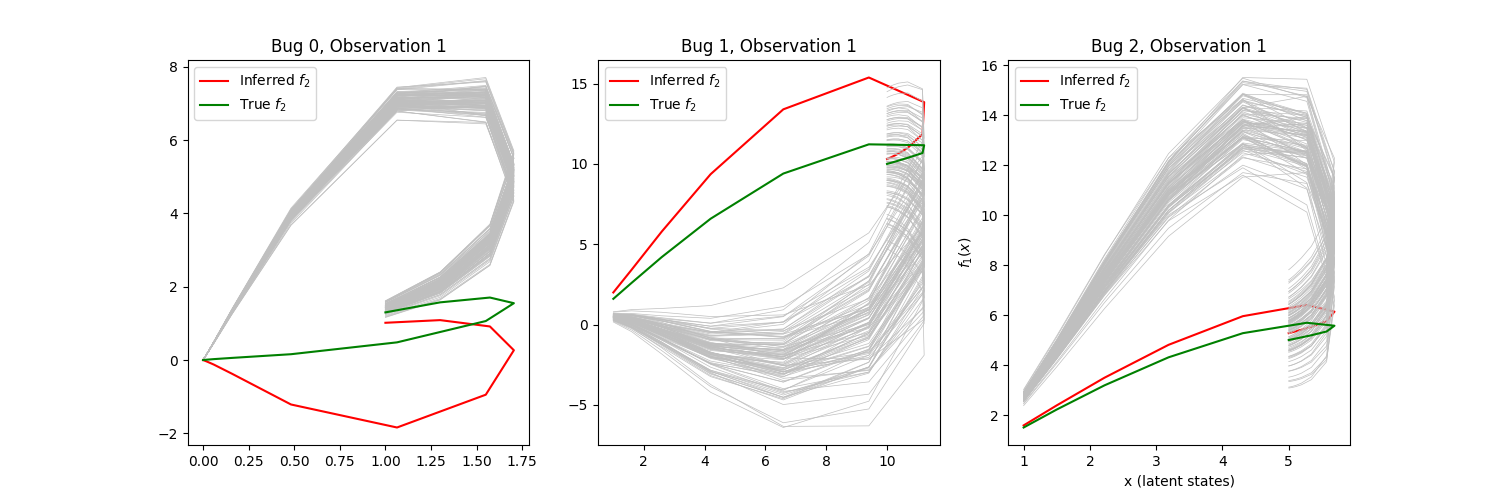 Bug 0, Observation 1
Inferred f₂
True f₂
8
6
4
2
0
−2
0.00 0.25 0.50 0.75 1.00 1.25 1.50 1.75
Bug 1, Observation 1
Inferred f₂
True f₂
15
10
5
0
−5
2 4 6 8 10
Bug 2, Observation 1
Inferred f₂
True f₂
f₁(x)
16
14
12
10
8
6
4
2
1 2 3 4 5
x (latent states)